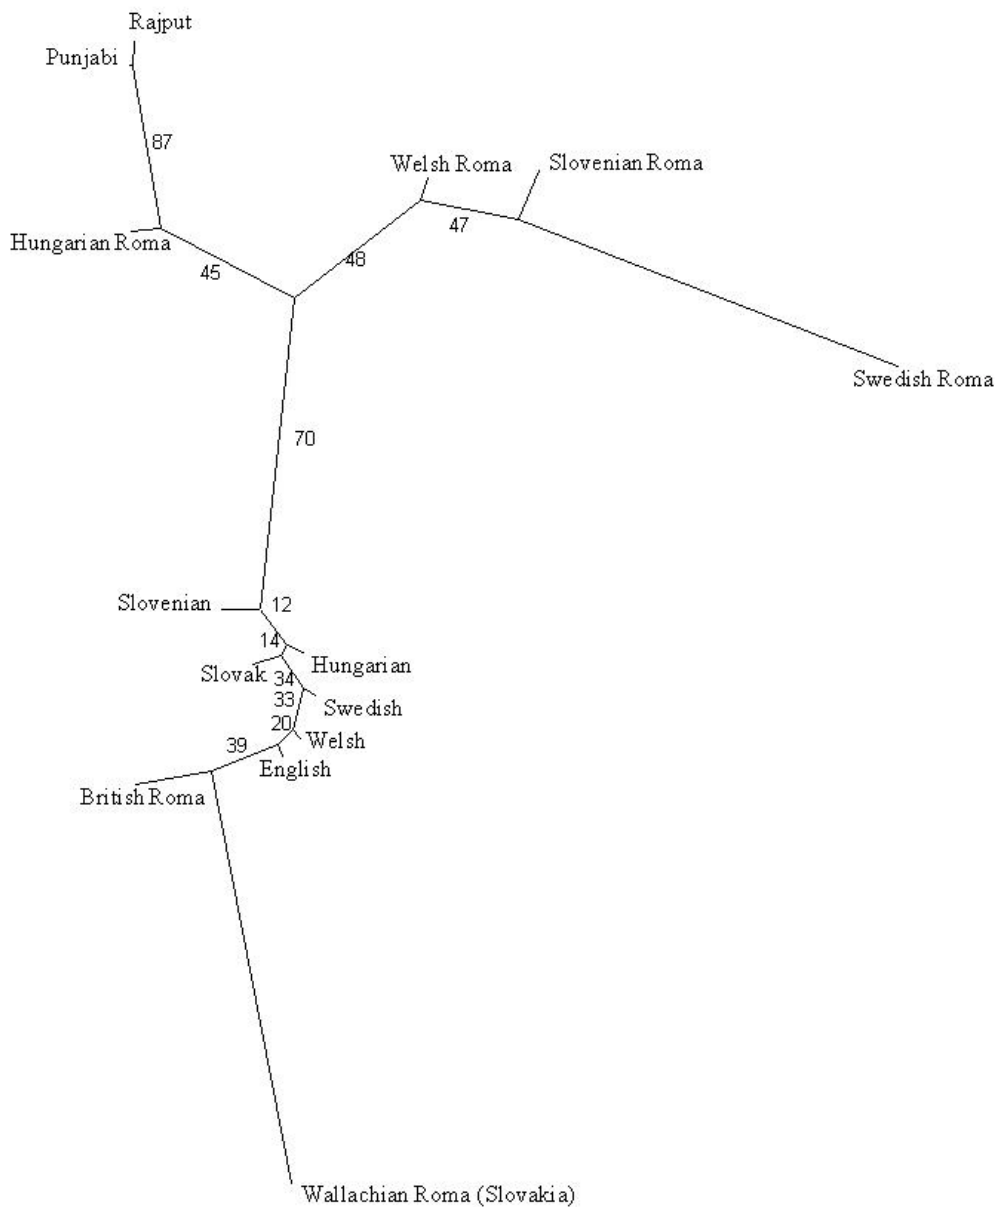 Rajput
Punjabi
87
Welsh Roma
Slovenian Roma
47
Hungarian Roma
48
45
Swedish Roma
70
Slovenian
12
14
Hungarian
Slovak
34
33
Swedish
20
Welsh
39
English
British Roma
Wallachian Roma (Slovakia)